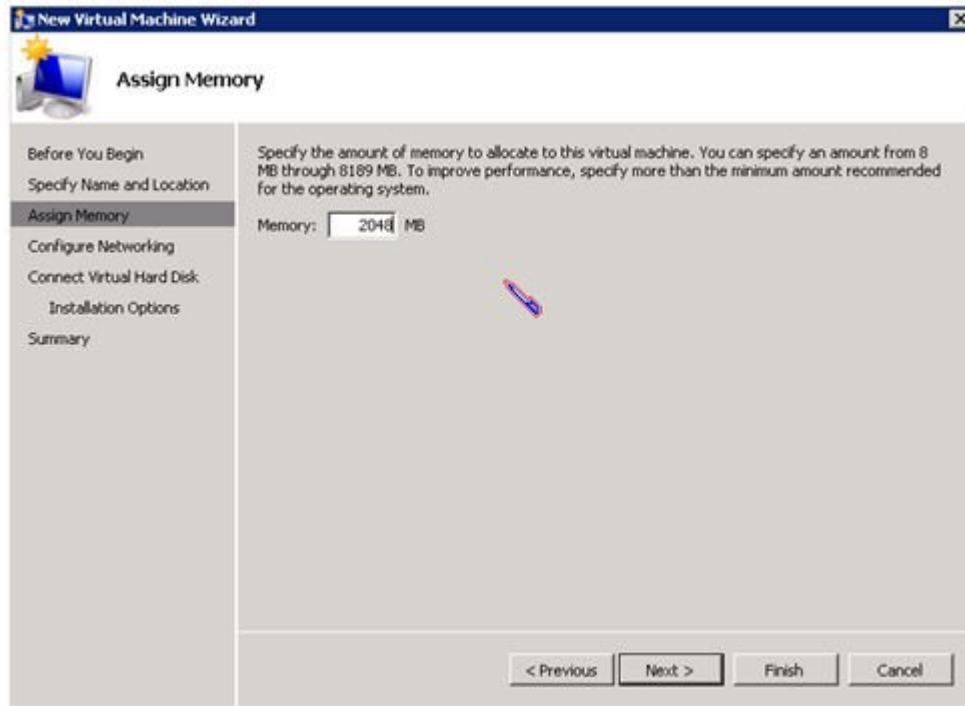 New Virtual Machine Wizard
Assign Memory
Before You Begin
Specify Name and Location
Assign Memory
Configure Networking
Connect Virtual Hard Disk
Installation Options
Summary
Specify the amount of memory to allocate to this virtual machine. You can specify an amount from 8
MB through 8189 MB. To improve performance, specify more than the minimum amount recommended
for the operating system.
Memory: 2048 MB
< Previous Next > Finish Cancel